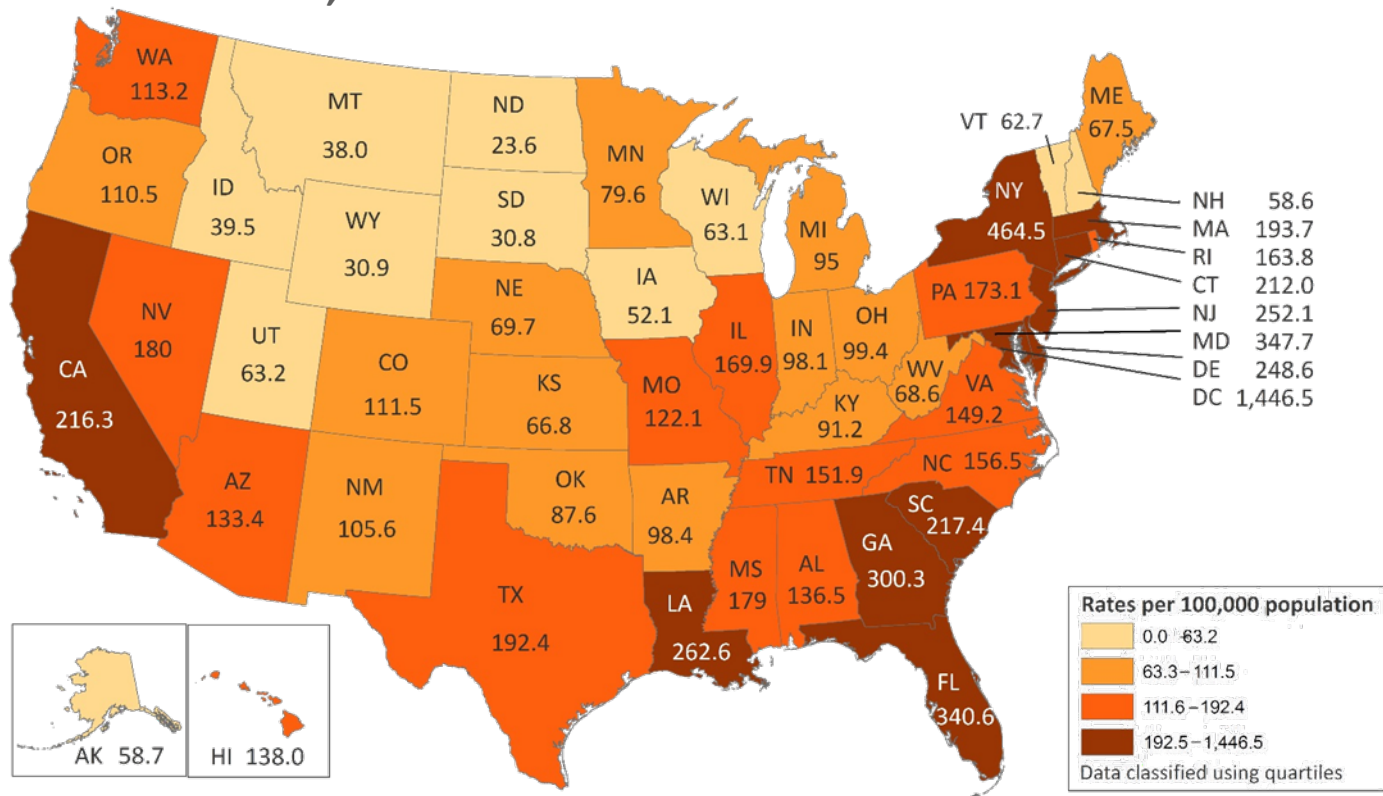 WA
113.2
MT
38.0
ND
23.6
MN
79.6
ME
67.5
VT 62.7
OR
110.5
ID
39.5
WY
30.9
SD
30.8
WI
63.1
MI
95
NY
464.5
NH 58.6
MA 193.7
RI 163.8
CT 212.0
NJ 252.1
MD 347.7
DE 248.6
DC 1,446.5
CA
216.3
NV
180
UT
63.2
CO
111.5
NE
69.7
IA
52.1
KS
66.8
MO
122.1
IL
169.9
IN
98.1
OH
99.4
PA 173.1
WV
68.6
VA
149.2
KY
91.2
AZ
133.4
NM
105.6
OK
87.6
AR
98.4
TN 151.9
NC 156.5
SC
217.4
TX
192.4
LA
262.6
MS
179
AL
136.5
GA
300.3
FL
340.6
AK 58.7
HI 138.0
Rates per 100,000 population
0.0 –63.2
63.3–111.5
111.6–192.4
192.5–1,446.5
Data classified using quartiles